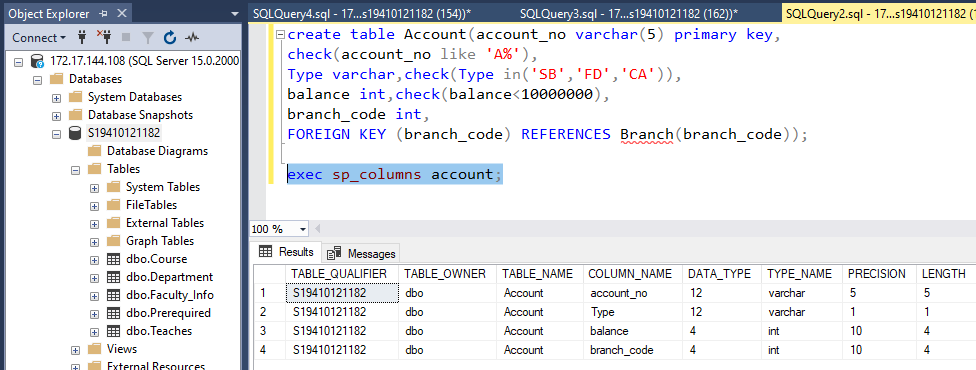 SQLQuery4.sql - 17...s19410121182 (154))*
SQLQuery3.sql - 17...s19410121182 (162))*
SQLQuery2.sql - 17...s19410121182 (1
Object Explorer
Connect
172.17.144.108 (SQL Server 15.0.2000
Databases
System Databases
Database Snapshots
S19410121182
Database Diagrams
Tables
System Tables
FileTables
External Tables
Graph Tables
dbo.Course
dbo.Department
dbo.Faculty_Info
dbo.Prerequired
dbo.Teaches
Views
External Resources
create table Account(account_no varchar(5) primary key,
check(account_no like 'A%'),
Type varchar,check(Type in('SB','FD','CA')),
balance int,check(balance<10000000),
branch_code int,
FOREIGN KEY (branch_code) REFERENCES Branch(branch_code));
exec sp_columns account;
100 %
Results Messages
TABLE_QUALIFIER TABLE_OWNER TABLE_NAME COLUMN_NAME DATA_TYPE TYPE_NAME PRECISION LENGTH
1 S19410121182 dbo Account account_no 12 varchar 5 5
2 S19410121182 dbo Account Type 12 varchar 1 1
3 S19410121182 dbo Account balance 4 int 10 4
4 S19410121182 dbo Account branch_code 4 int 10 4